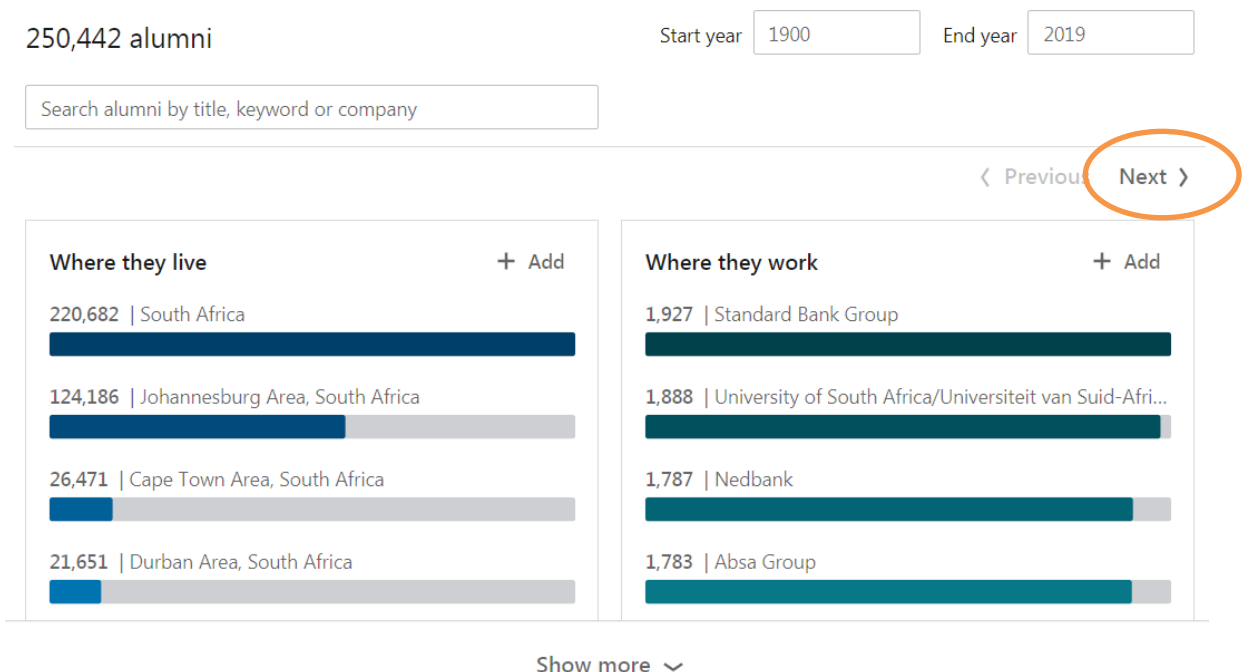 250,442 alumni
Start year 1900 End year 2019
Search alumni by title, keyword or company
Previous Next
Where they live + Add
220,682 | South Africa
124,186 | Johannesburg Area, South Africa
26,471 | Cape Town Area, South Africa
21,651 | Durban Area, South Africa
Where they work + Add
1,927 | Standard Bank Group
1,888 | University of South Africa/Universiteit van Suid-Afri...
1,787 | Nedbank
1,783 | Absa Group
Show more